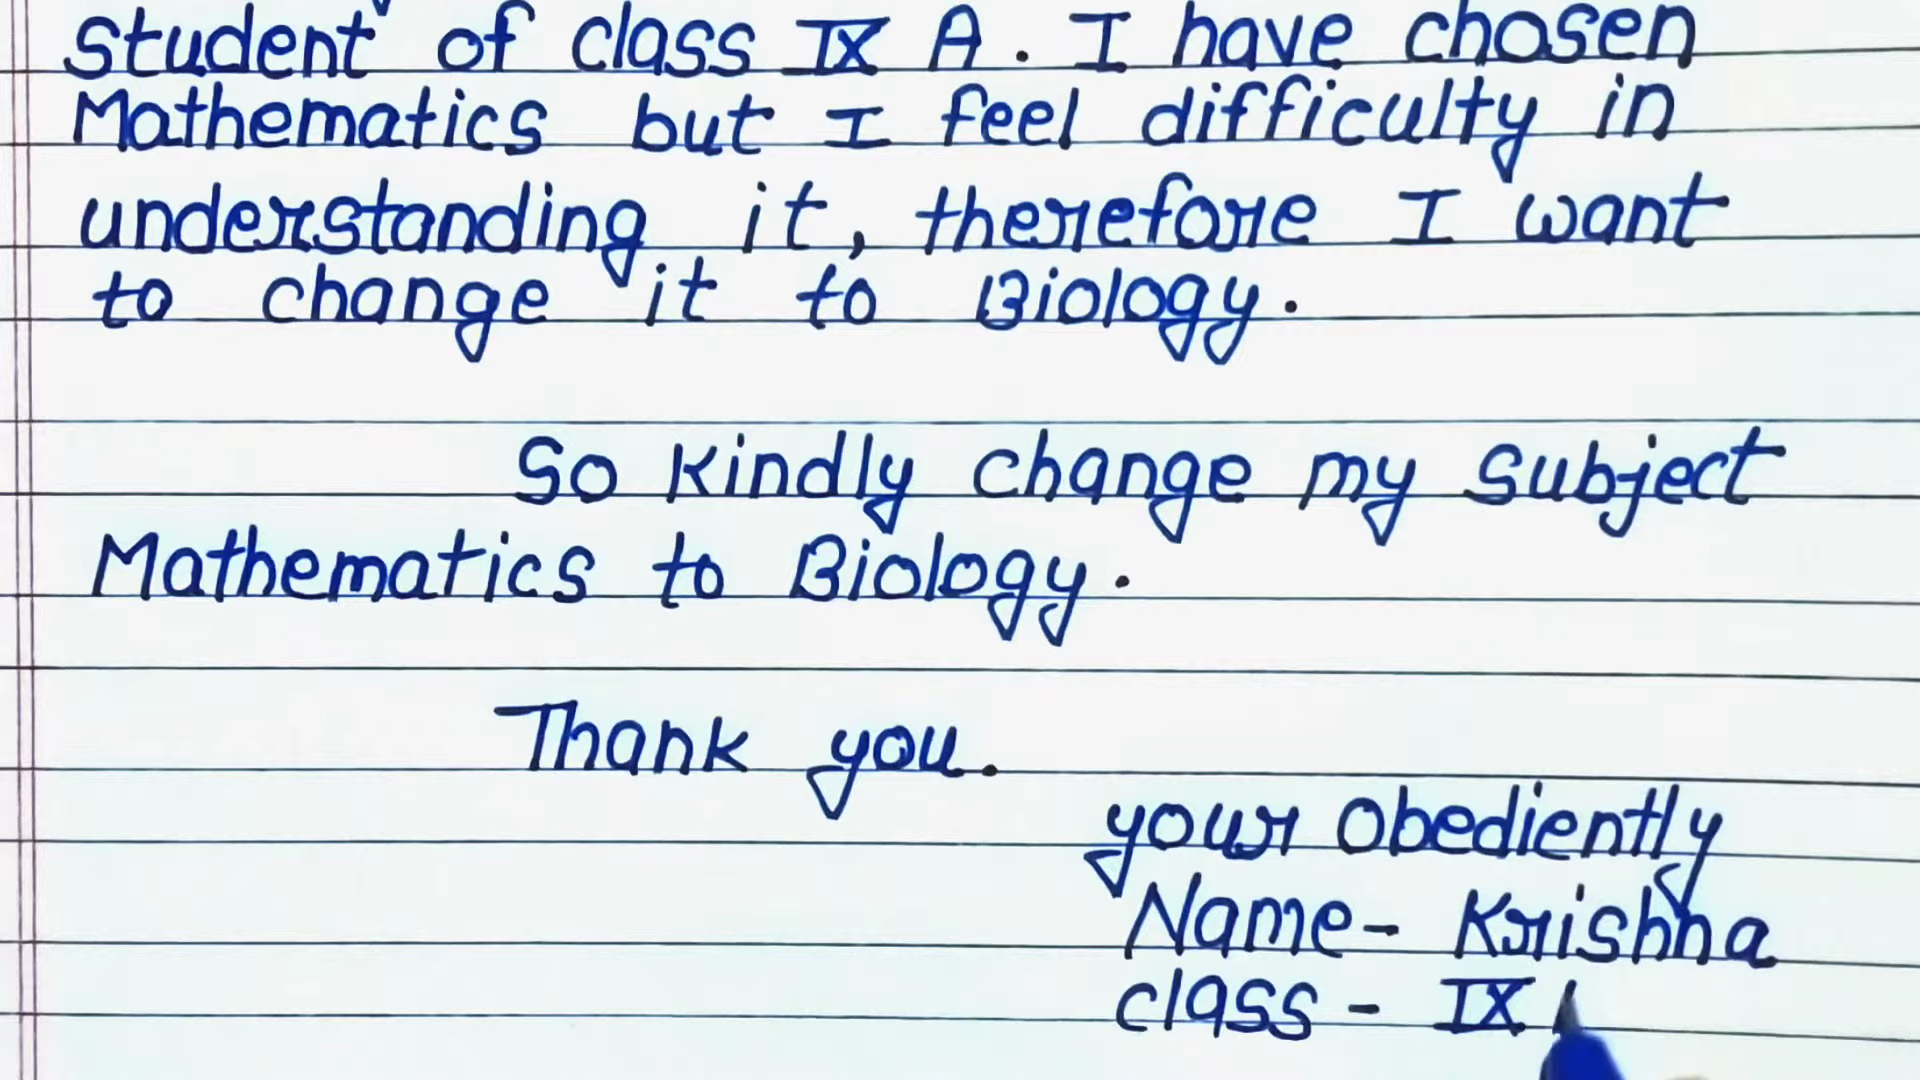 student of class IX A. I have chosen
Mathematics but I feel difficulty in
understanding it, therefore I want
to change it to Biology.
So kindly change my subject
Mathematics to Biology.
Thank you.
your Obediently
Name- Krishna
class - IX